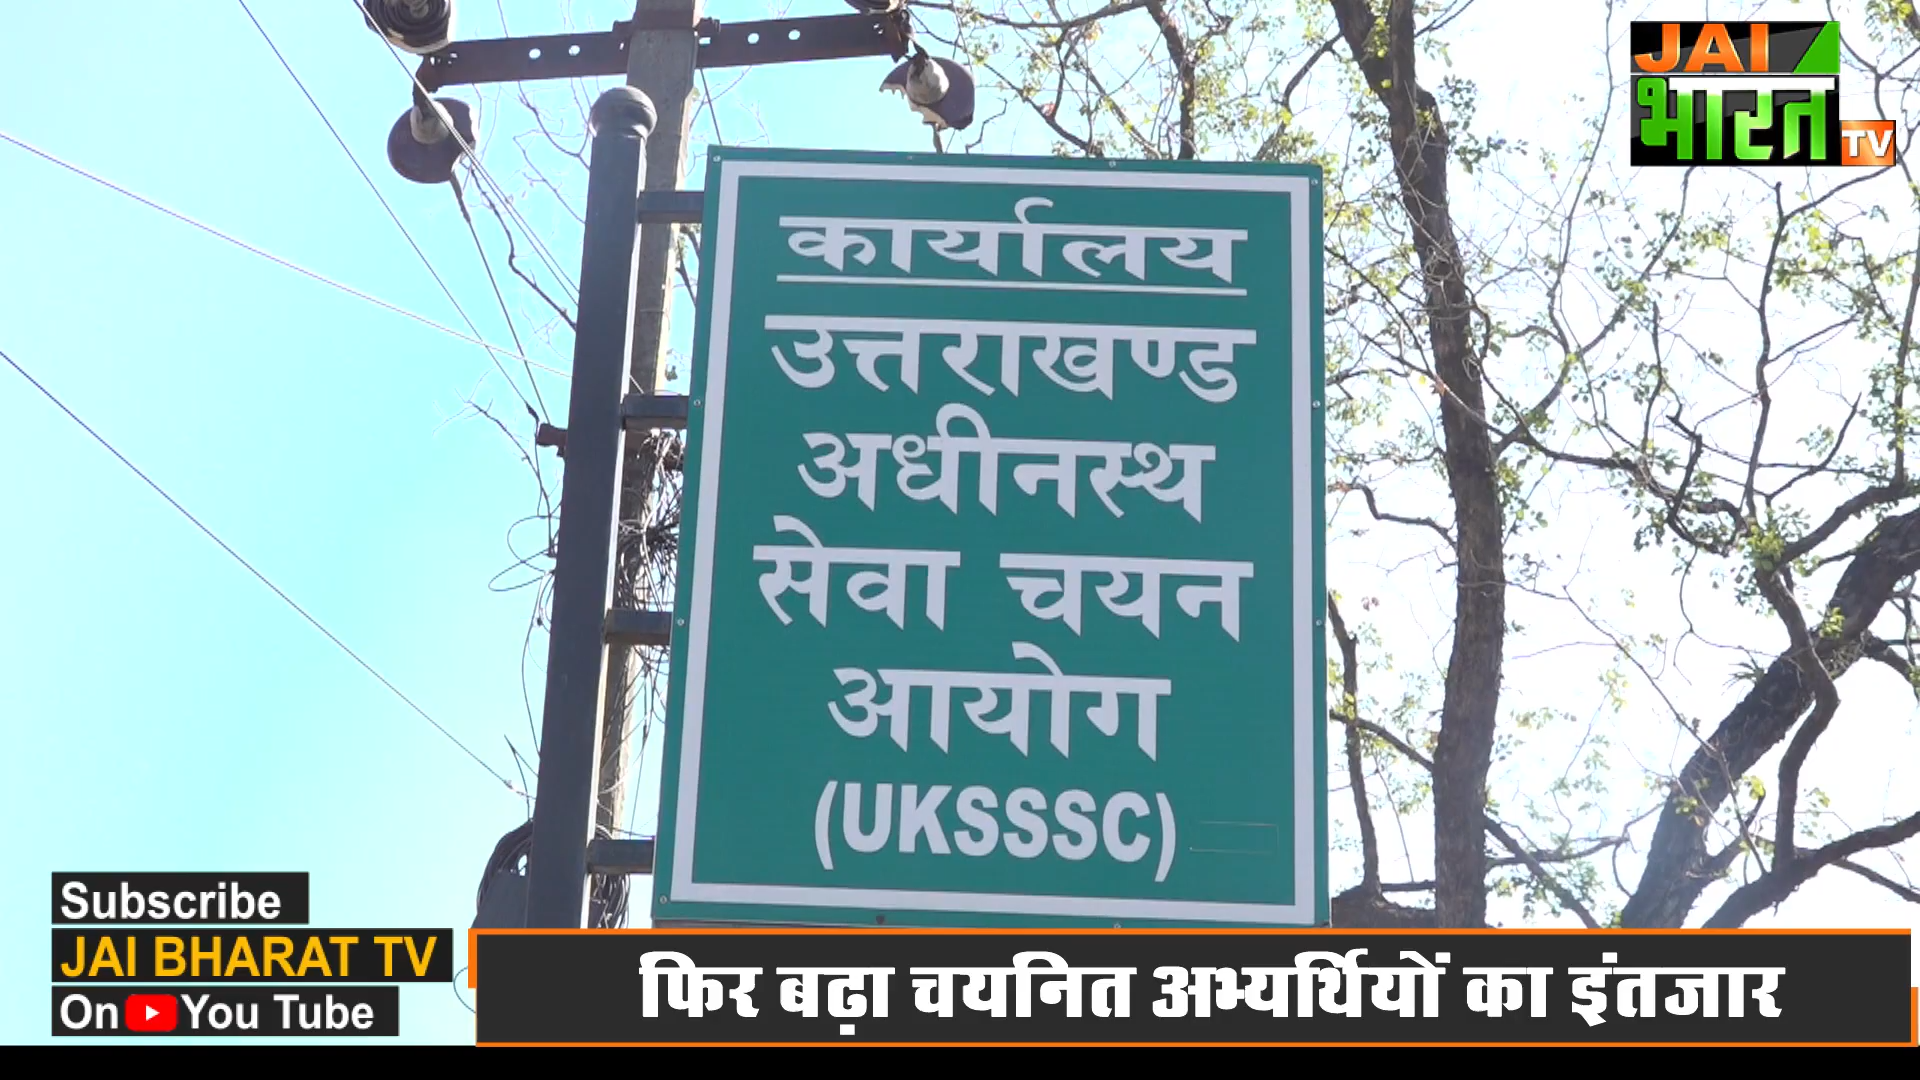 JAI
भारत
TV
कार्यालय
उत्तराखण्ड
अधीनस्थ
सेवा चयन
आयोग
(UKSSSC)
Subscribe
JAI BHARAT TV
On You Tube
फिर बढ़ा चयनित अभ्यर्थियों का इंतजार